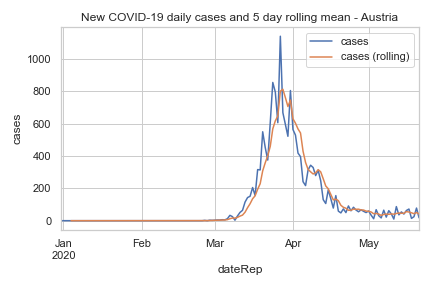 New COVID-19 daily cases and 5 day rolling mean - Austria
cases
cases (rolling)
cases
1000
800
600
400
200
0
Jan
2020
Feb
Mar
Apr
May
dateRep